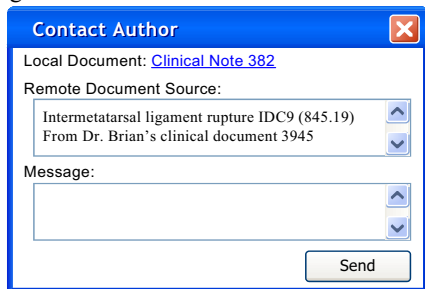 Contact Author
Local Document: Clinical Note 382
Remote Document Source:
Intermetatarsal ligament rupture IDC9 (845.19)
From Dr. Brian's clinical document 3945
Message:
Send